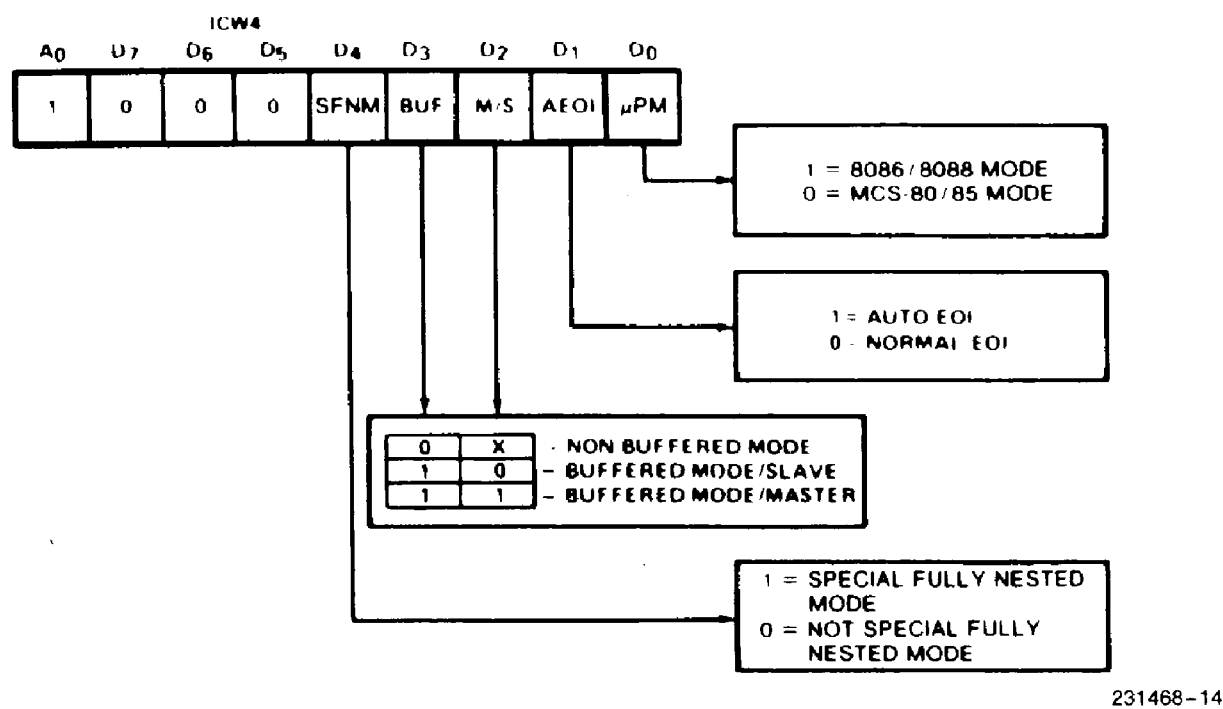 ICW4
A0 D7 D6 D5 D4 D3 D2 D1 D0
1 0 0 0 SFNM BUF M/S AEOI μPM
1 = 8086/8088 MODE
0 = MCS-80/85 MODE
1 = AUTO EOI
0 - NORMAL EOI
0 X - NON BUFFERED MODE
1 0 - BUFFERED MODE/SLAVE
1 1 - BUFFERED MODE/MASTER
1 = SPECIAL FULLY NESTED
MODE
0 = NOT SPECIAL FULLY
NESTED MODE
231468-14